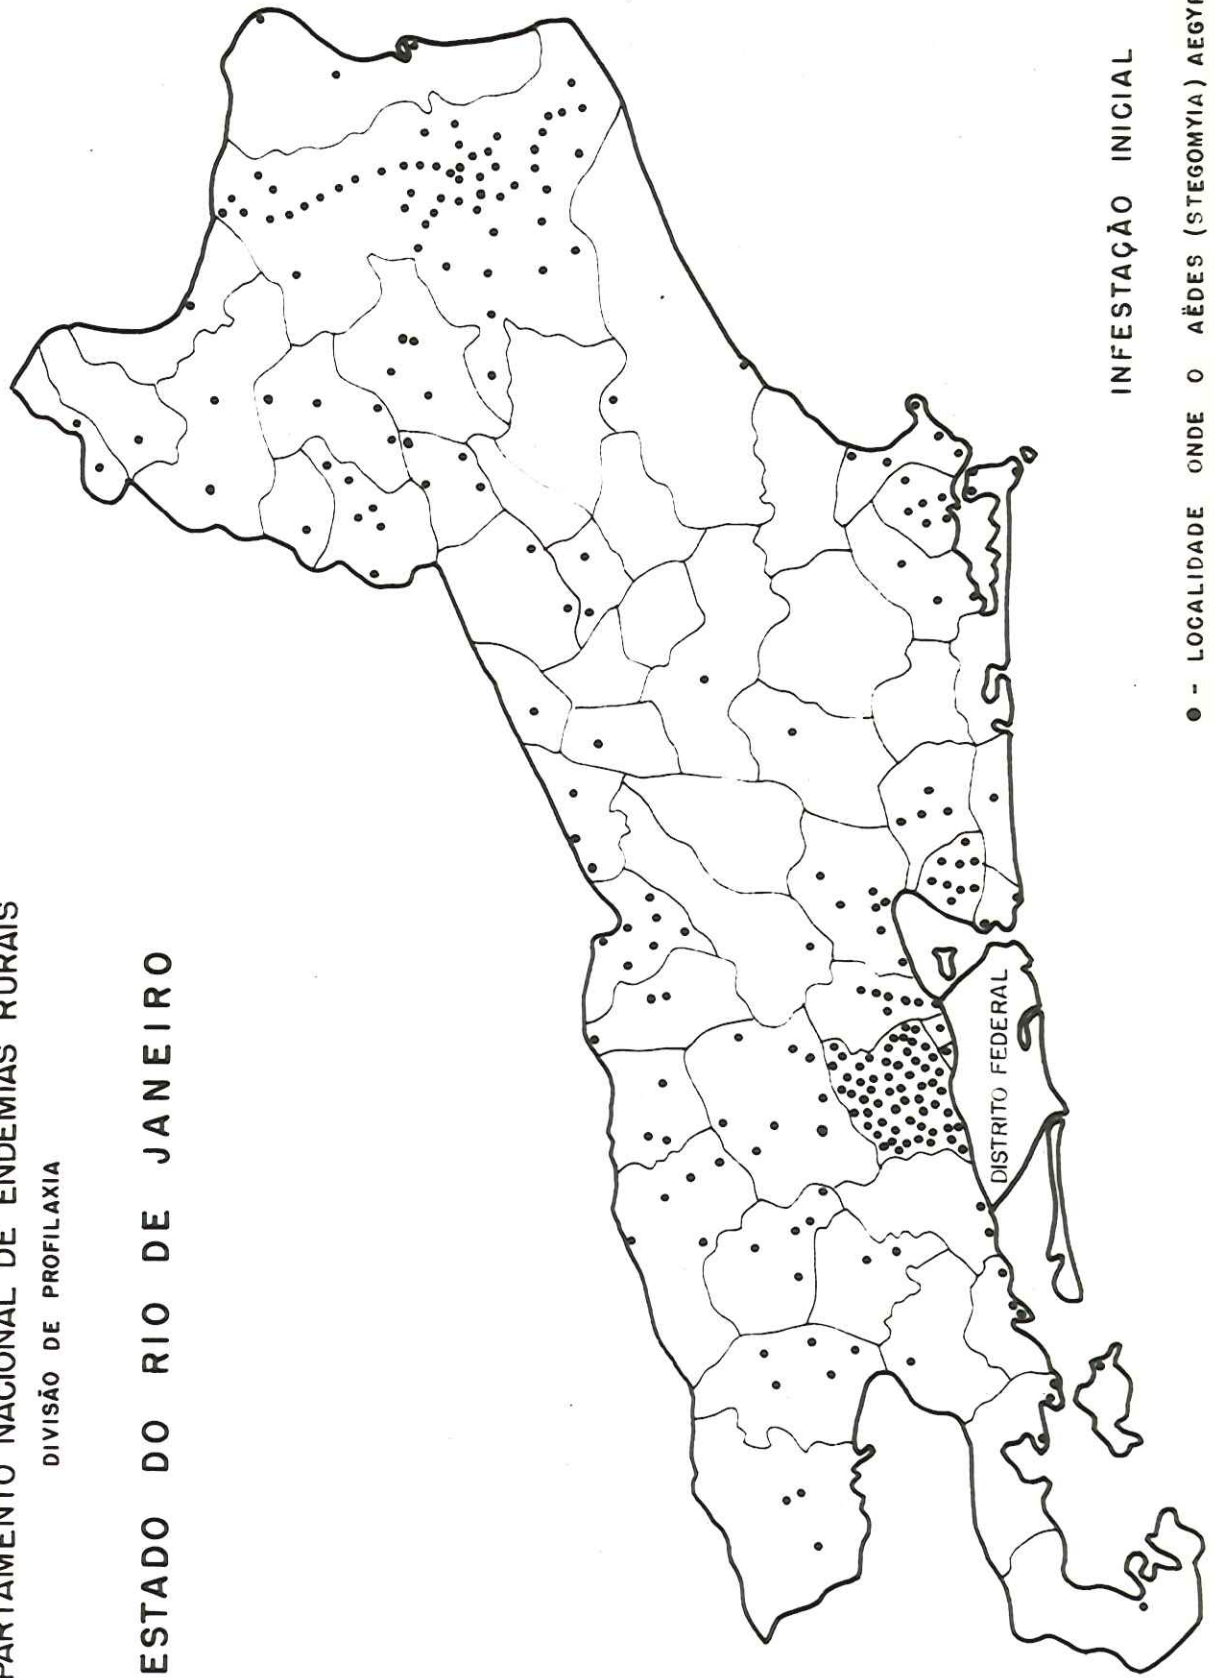 PARTAMENTO NACIONAL DE ENDEMIAS RURAIS
DIVISÃO DE PROFILAXIA
ESTADO DO RIO DE JANEIRO
DISTRITO FEDERAL
INFESTAÇÃO INICIAL
- LOCALIDADE ONDE O AËDES (STEGOMYIA) AEGYP